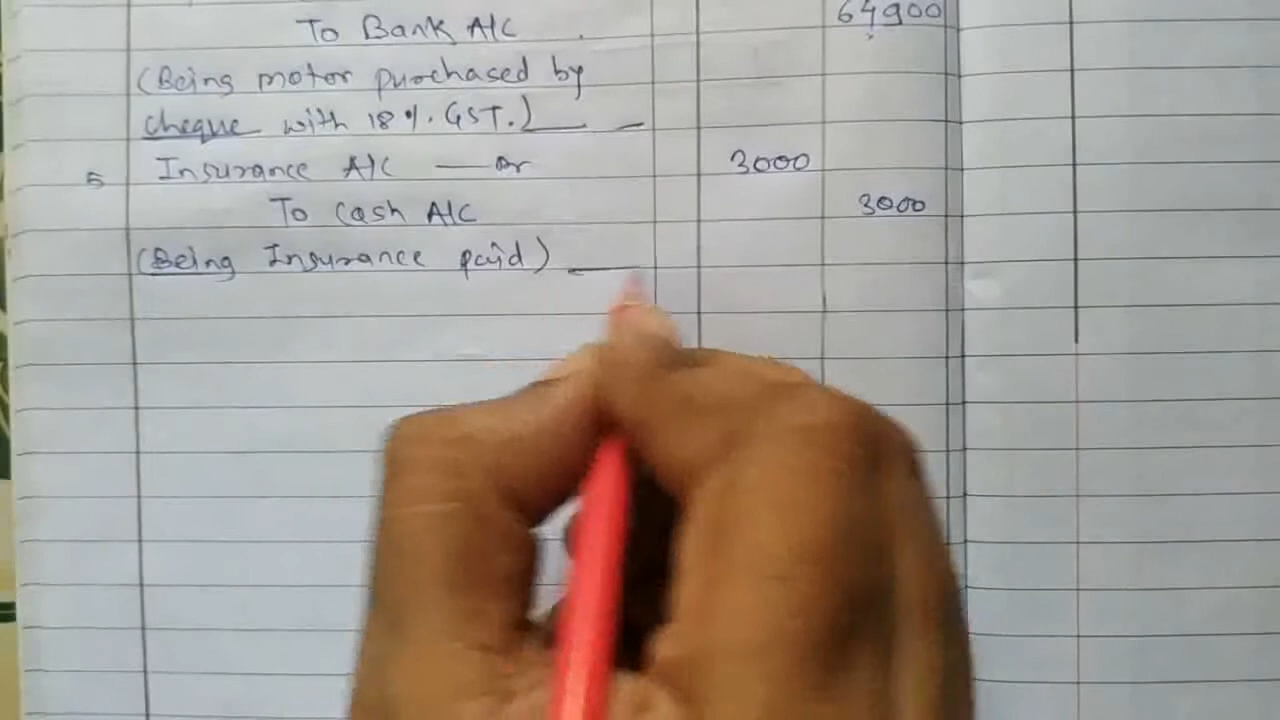 To Bank A/C 64900
(Being motor purchased by
cheque with 18%. GST.)
5 Insurance A/C — Dr 3000
To Cash A/C 3000
(Being Insurance paid)